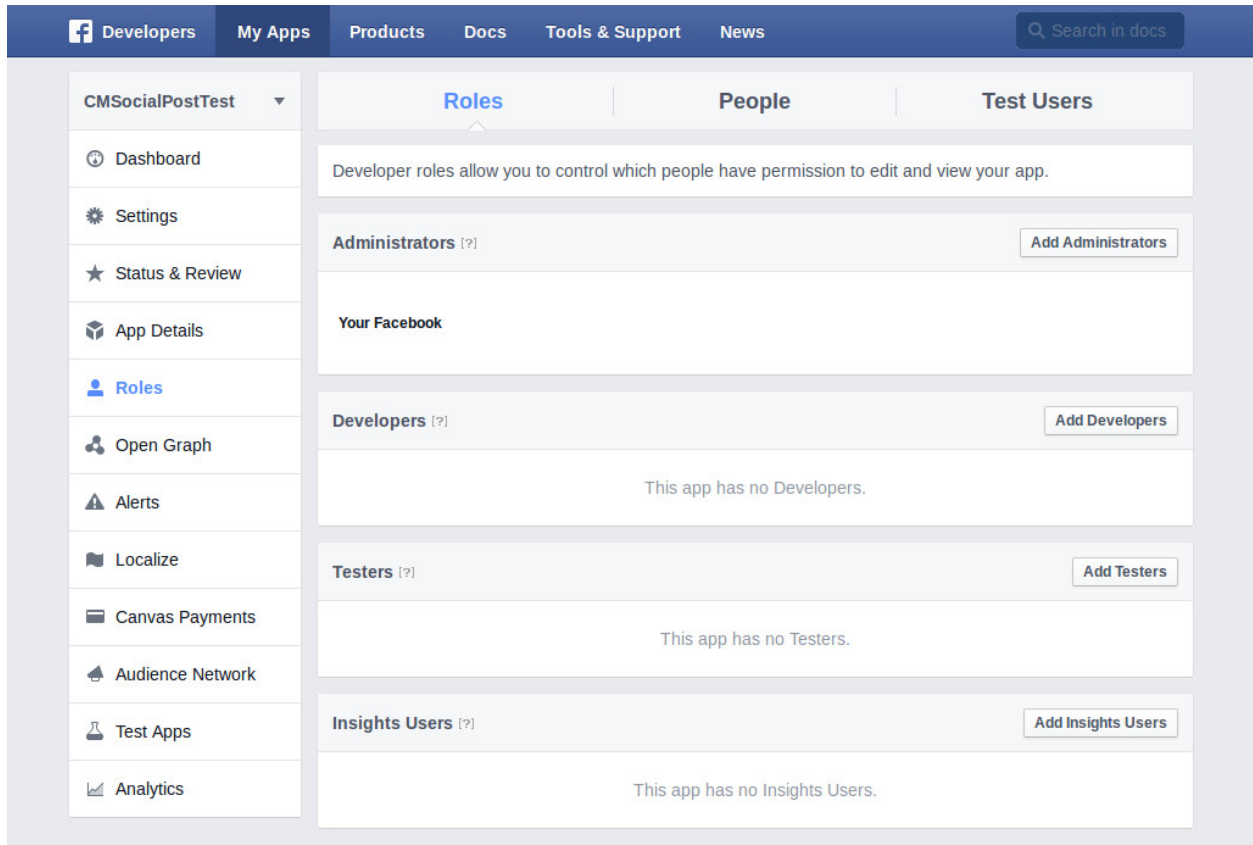 f Developers My Apps Products Docs Tools & Support News Search in docs
CMSocialPostTest
Dashboard
Settings
Status & Review
App Details
Roles
Open Graph
Alerts
Localize
Canvas Payments
Audience Network
Test Apps
Analytics
Roles People Test Users
Developer roles allow you to control which people have permission to edit and view your app.
Administrators [?] Add Administrators
Your Facebook
Developers [?] Add Developers
This app has no Developers.
Testers [?] Add Testers
This app has no Testers.
Insights Users [?] Add Insights Users
This app has no Insights Users.